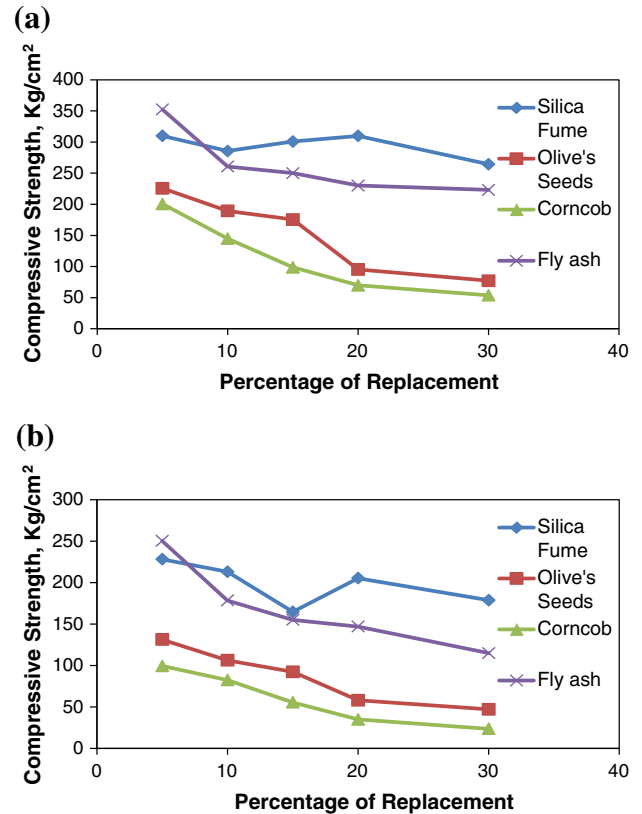 (a)
Compressive Strength, Kg/cm²
400
350
300
250
200
150
100
50
0
0
10
20
30
40
Percentage of Replacement
Silica
Fume
Olive's
Seeds
Corncob
Fly ash
(b)
Compressive Strength, Kg/cm²
300
250
200
150
100
50
0
0
10
20
30
40
Percentage of Replacement
Silica
Fume
Olive's
Seeds
Corncob
Fly ash